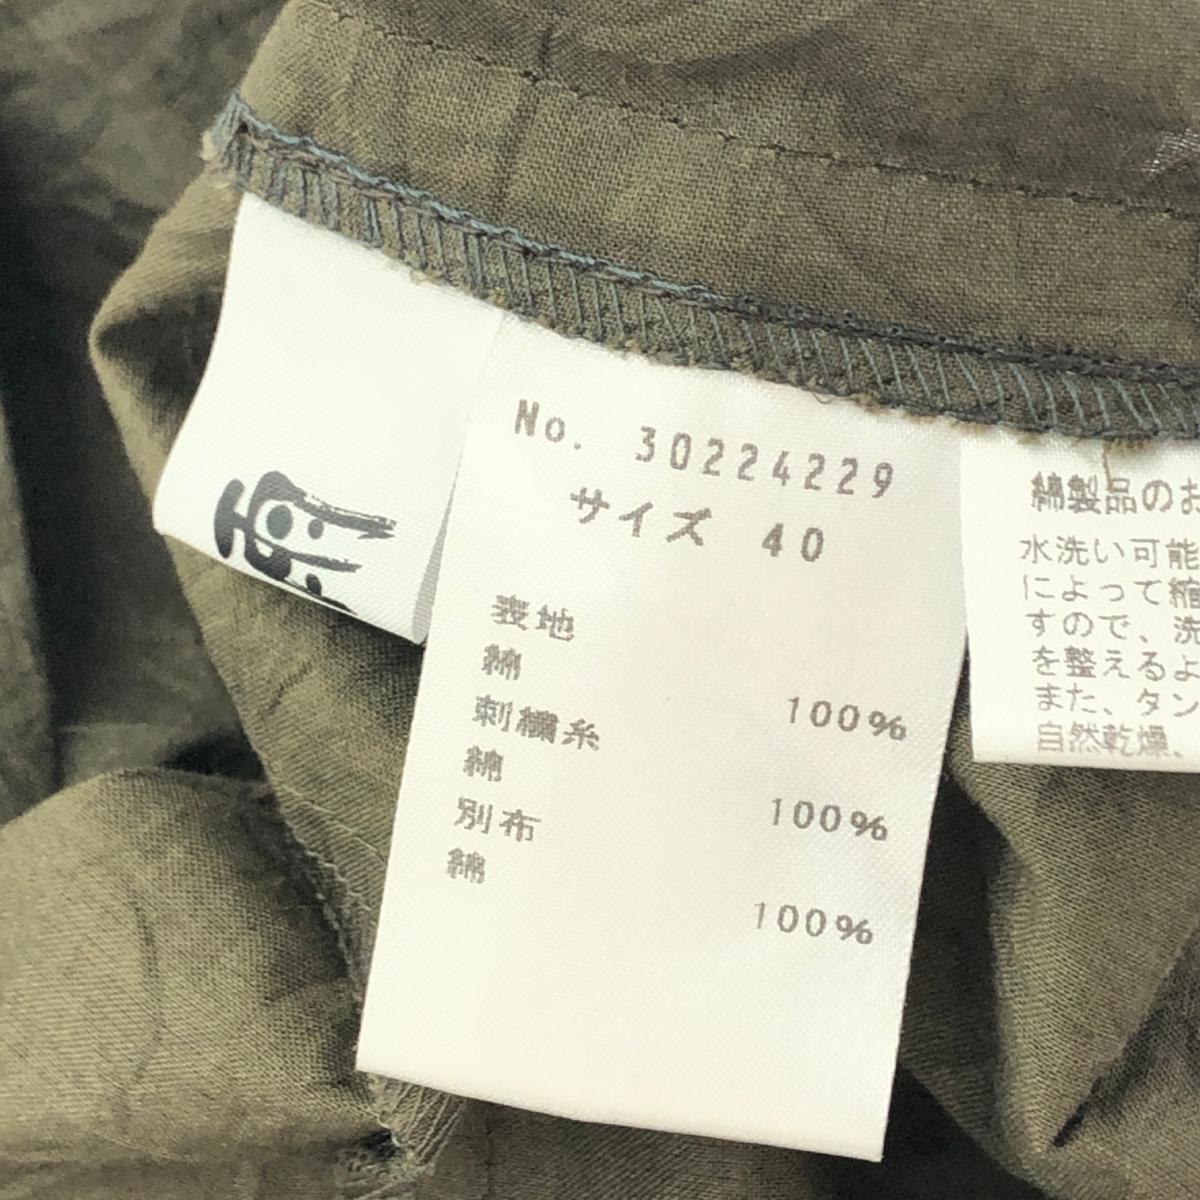 No. 30224229
サイズ 40
表地
綿
100%
刺繍糸
綿
100%
別布
綿
100%
綿製品のお
水洗い可能
によって縮
すので、洗
を整えるよ
また、タン
自然乾燥、